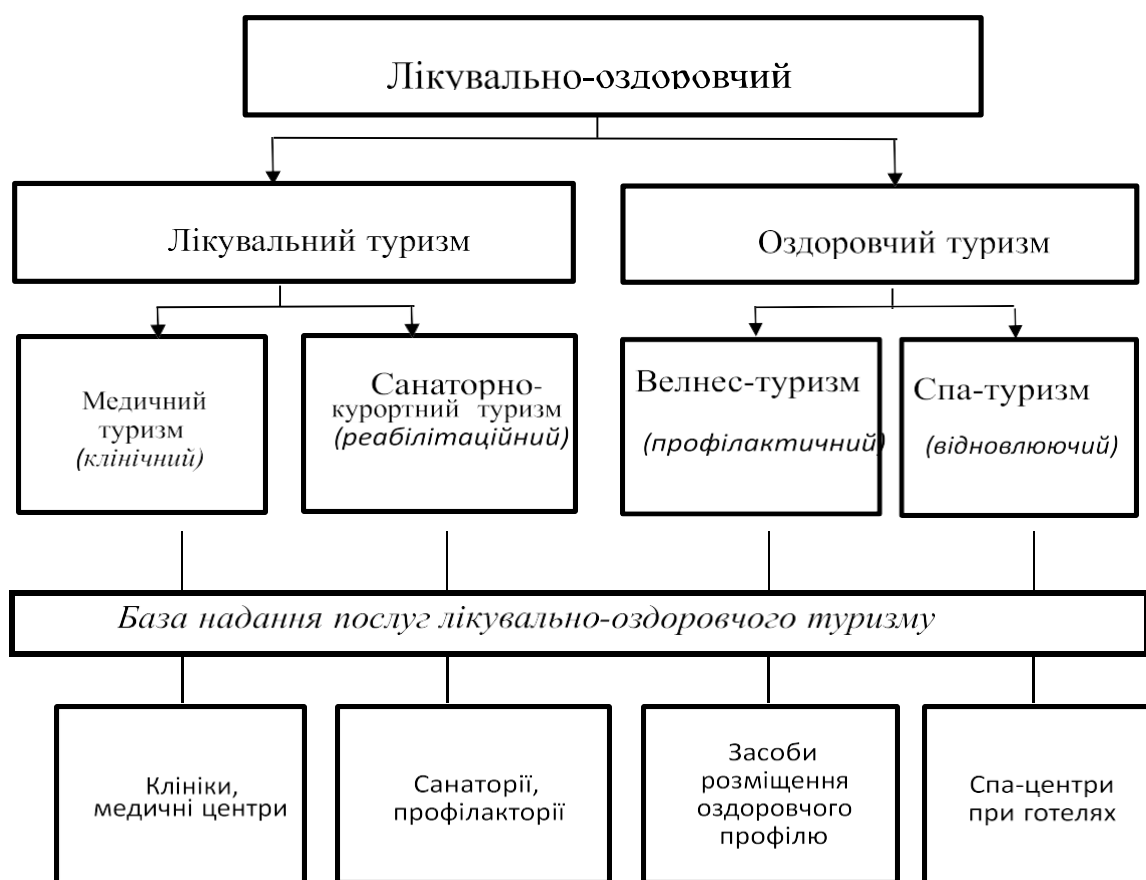 Лікувально-оздоровчий
Лікувальний туризм
Оздоровчий туризм
Медичний
туризм
(клінічний)
Санаторно-
курортний туризм
(реабілітаційний)
Велнес-туризм
(профілактичний)
Спа-туризм
(відновлюючий)
База надання послуг лікувально-оздоровчого туризму
Клініки,
медичні центри
Санаторії,
профілакторії
Засоби
розміщення
оздоровчого
профілю
Спа-центри
при готелях